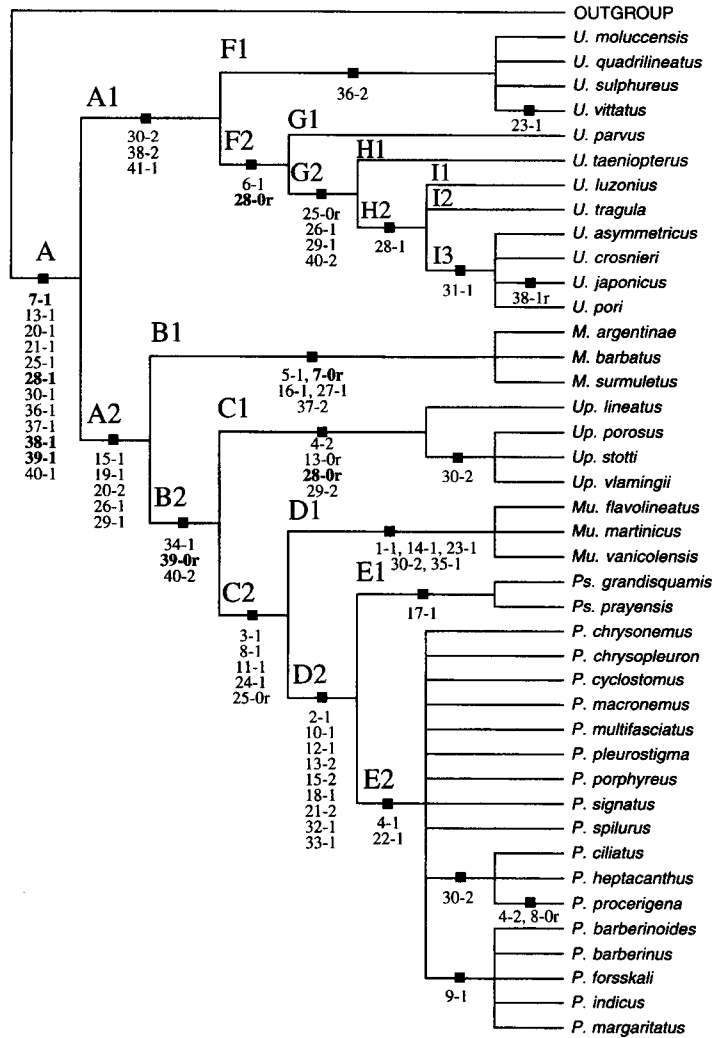 OUTGROUP
U. moluccensis
F1
U. quadrilineatus
36-2
U. sulphureus
A1
U. vittatus
30-2
38-2
41-1
23-1
F2
G1
U. parvus
6-1
28-0r
G2
H1
U. taeniopterus
25-0r
26-1
29-1
40-2
H2
I1
U. luzonius
28-1
I2
U. tragula
U. asymmetricus
I3
U. crosnieri
31-1
U. japonicus
38-1r
U. pori
A
7-1
13-1
20-1
21-1
25-1
28-1
30-1
36-1
37-1
38-1
39-1
40-1
B1
M. argentinae
M. barbatus
5-1, 7-0r
16-1, 27-1
37-2
M. surmuletus
A2
15-1
19-1
20-2
26-1
29-1
C1
Up. lineatus
4-2
13-0r
28-0r
29-2
Up. porosus
Up. stotti
30-2
Up. vlamingii
B2
34-1
39-0r
40-2
D1
Mu. flavolineatus
Mu. martinicus
1-1, 14-1, 23-1
30-2, 35-1
Mu. vanicolensis
C2
3-1
8-1
11-1
24-1
25-0r
E1
Ps. grandisquamis
17-1
Ps. prayensis
D2
2-1
10-1
12-1
13-2
15-2
18-1
21-2
32-1
33-1
P. chrysonemus
P. chrysopleuron
P. cyclostomus
P. macronemus
P. multifasciatus
P. pleurostigma
E2
4-1
22-1
P. porphyreus
P. signatus
P. spilurus
P. ciliatus
P. heptacanthus
30-2
P. procerigena
4-2, 8-0r
P. barberinoides
P. barberinus
P. forsskali
9-1
P. indicus
P. margaritatus